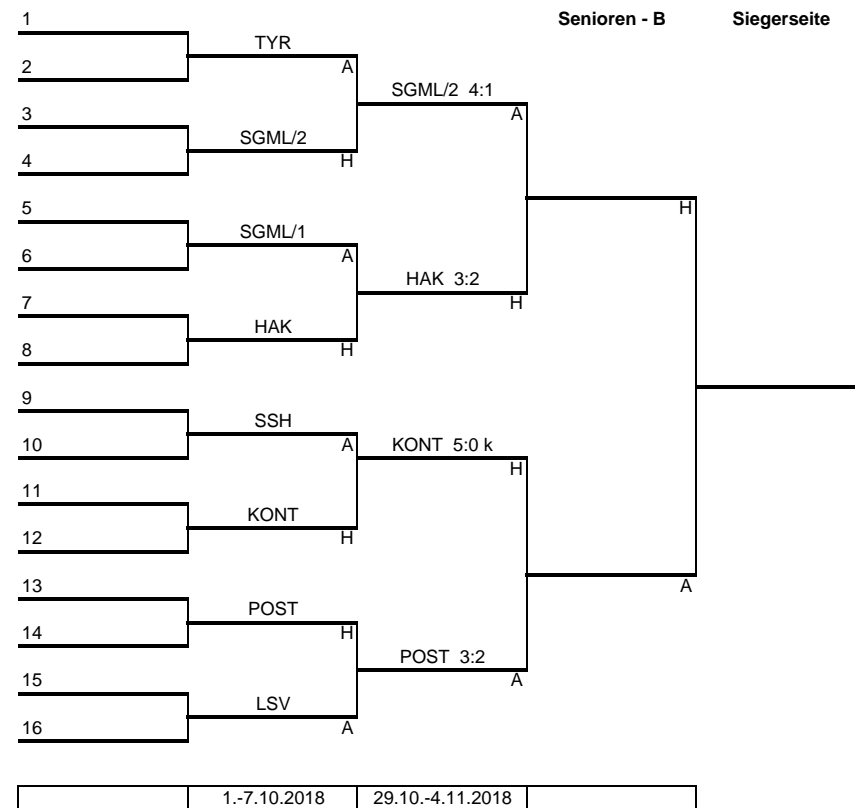 1
Senioren - B
Siegerseite
TYR
2
A
SGML/2 4:1
3
A
SGML/2
4
H
5
H
SGML/1
6
A
HAK 3:2
7
H
HAK
8
H
9
SSH
10
A
KONT 5:0 k
H
11
KONT
12
H
13
A
POST
14
H
POST 3:2
15
A
LSV
16
A
1.-7.10.2018
29.10.-4.11.2018